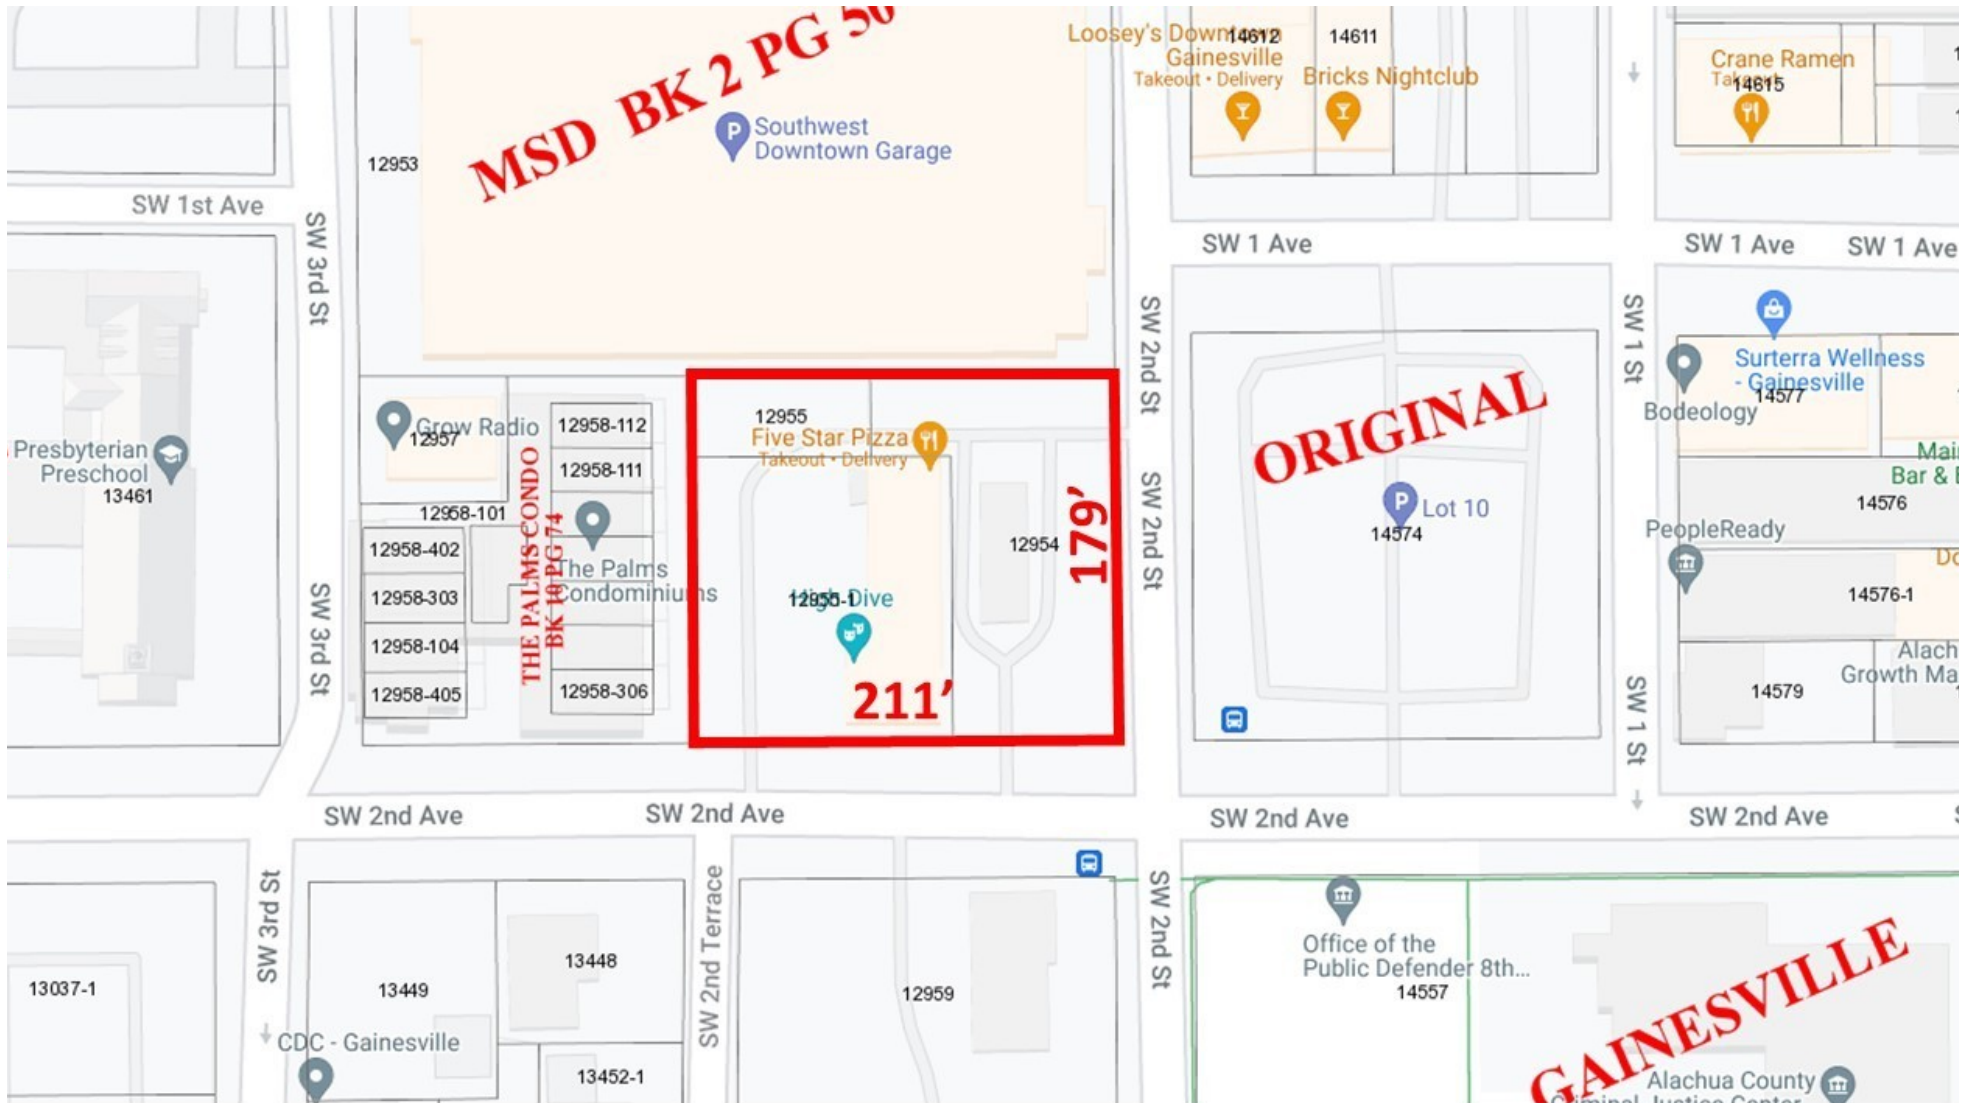 MSD BK 2 PG 50
Loosey's Downtown
Gainesville
Takeout • Delivery
14612
14611
Bricks Nightclub
Crane Ramen
Takeout
14615
Southwest
Downtown Garage
12953
SW 1st Ave
SW 3rd St
SW 1 Ave
SW 1 Ave
SW 1 Ave
SW 2nd St
SW 1 St
Surterra Wellness
- Gainesville
14577
Bodeology
ORIGINAL
Grow Radio
12957
12958-112
12958-111
12958-101
12958-402
12958-303
12958-104
12958-405
12958-306
THE PALMS CONDO
BK 10 PG 74
The Palms
Condominiums
Presbyterian
Preschool
13461
SW 3rd St
12955
Five Star Pizza
Takeout • Delivery
12954
179'
High Dive
12955-1
211'
SW 2nd St
Lot 10
14574
14576
PeopleReady
14576-1
Growth
14579
SW 1 St
SW 2nd Ave
SW 2nd Ave
SW 2nd Ave
SW 2nd Ave
SW 3rd St
13037-1
13449
13448
CDC - Gainesville
13452-1
SW 2nd Terrace
12959
SW 2nd St
Office of the
Public Defender 8th...
14557
GAINESVILLE
Alachua County